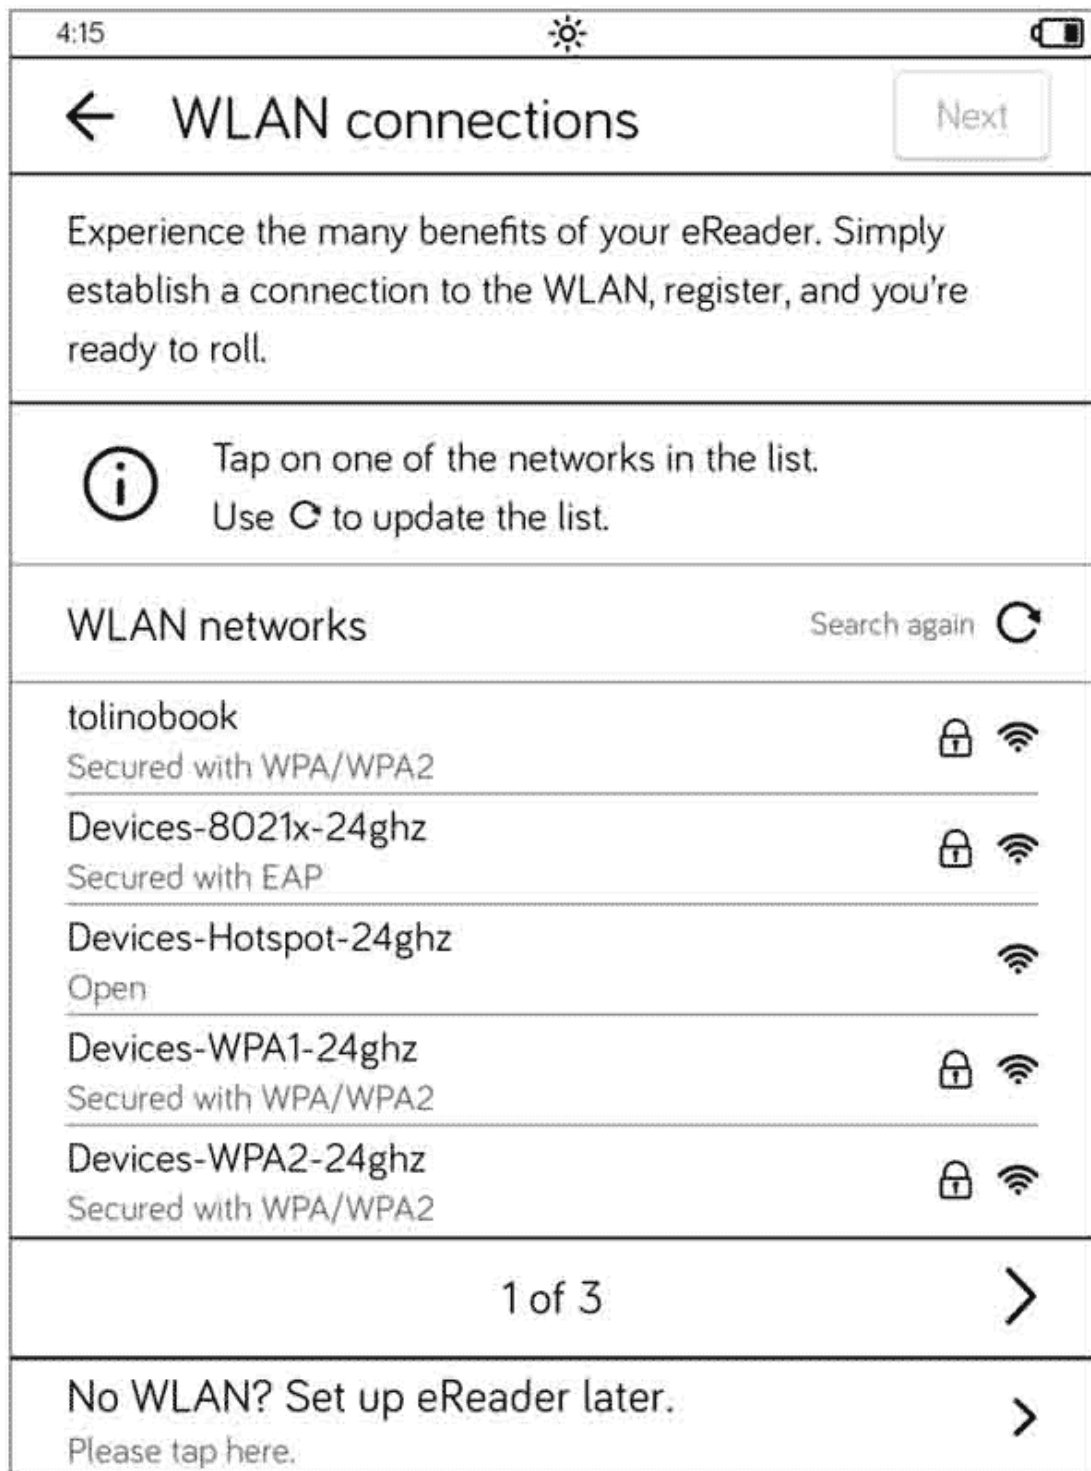 4:15
WLAN connections
Next
Experience the many benefits of your eReader. Simply
establish a connection to the WLAN, register, and you're
ready to roll.
Tap on one of the networks in the list.
Use to update the list.
WLAN networks
Search again
tolinobook
Secured with WPA/WPA2
Devices-8021x-24ghz
Secured with EAP
Devices-Hotspot-24ghz
Open
Devices-WPA1-24ghz
Secured with WPA/WPA2
Devices-WPA2-24ghz
Secured with WPA/WPA2
1 of 3
No WLAN? Set up eReader later.
Please tap here.